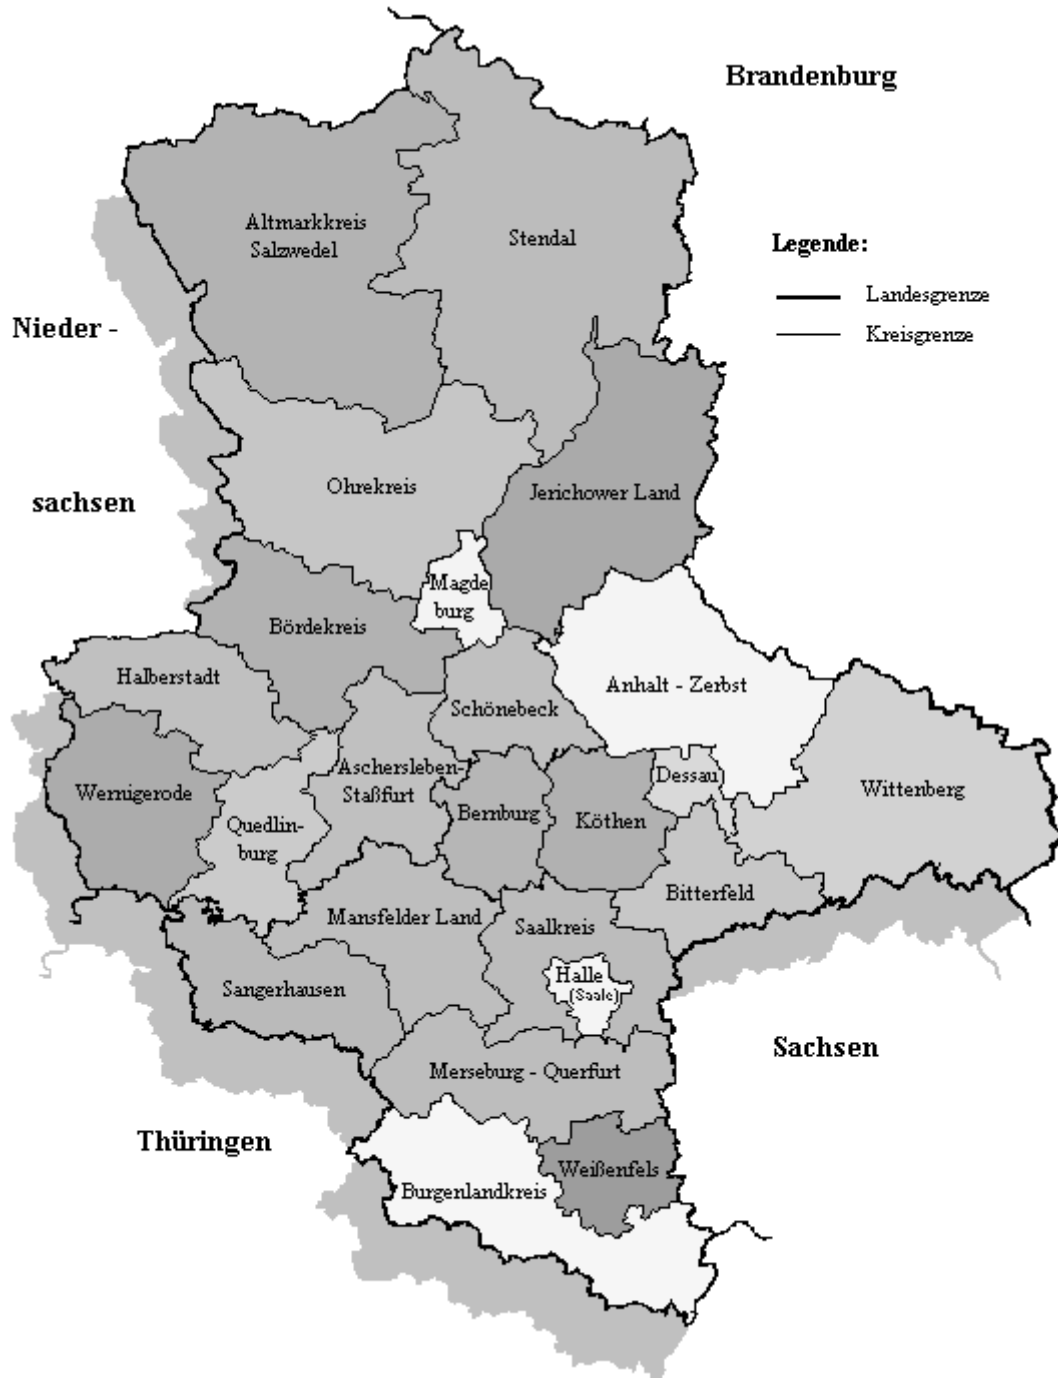 Brandenburg
Altmarkkreis
Salzwedel
Stendal
Legende:
Landesgrenze
Kreisgrenze
Nieder -
sachsen
Ohrekreis
Jerichower Land
Magde
burg
Bördekreis
Halberstadt
Schönebeck
Anhalt - Zerbst
Wernigerode
Aschersleben-
Staßfurt
Quedlin-
burg
Bernburg
Köthen
Dessau
Wittenberg
Bitterfeld
Mansfelder Land
Saalkreis
Halle
(Saale)
Sangerhausen
Sachsen
Merseburg - Querfurt
Thüringen
Weißenfels
Burgenlandkreis